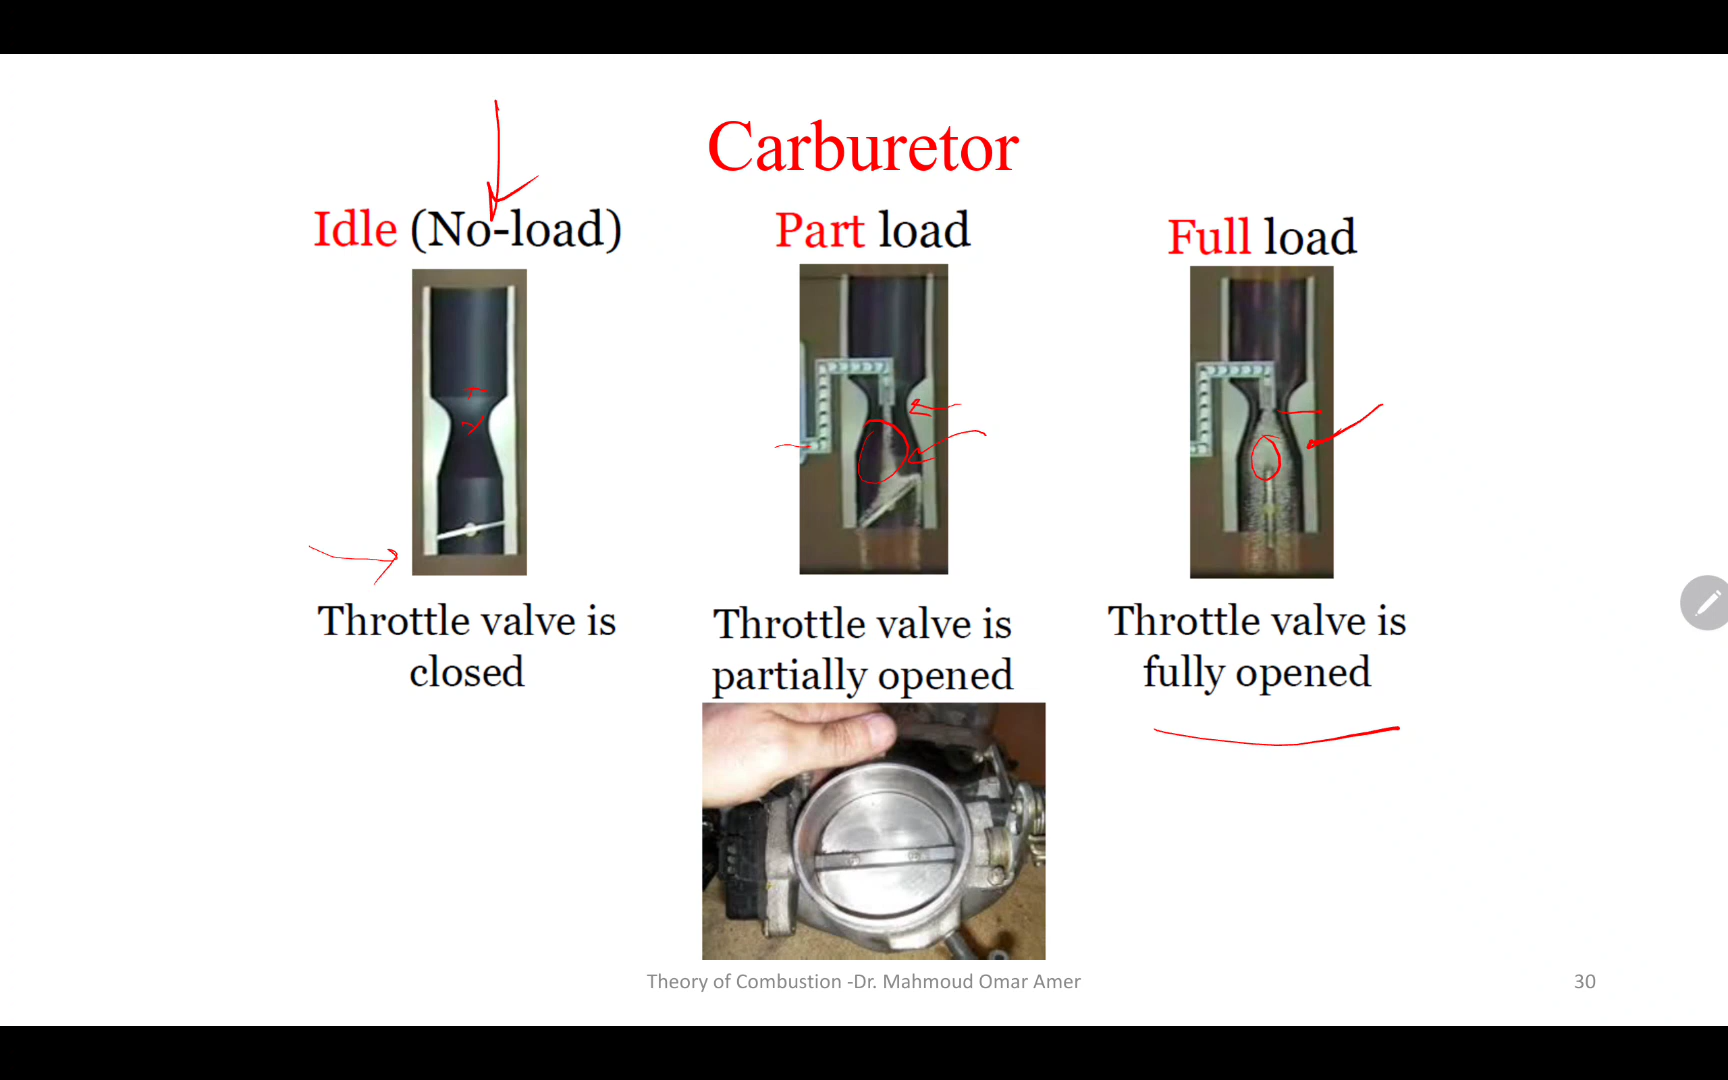 Carburetor
Idle (No-load)
Part load
Full load
Throttle valve is
closed
Throttle valve is
partially opened
Throttle valve is
fully opened
Theory of Combustion -Dr. Mahmoud Omar Amer
30